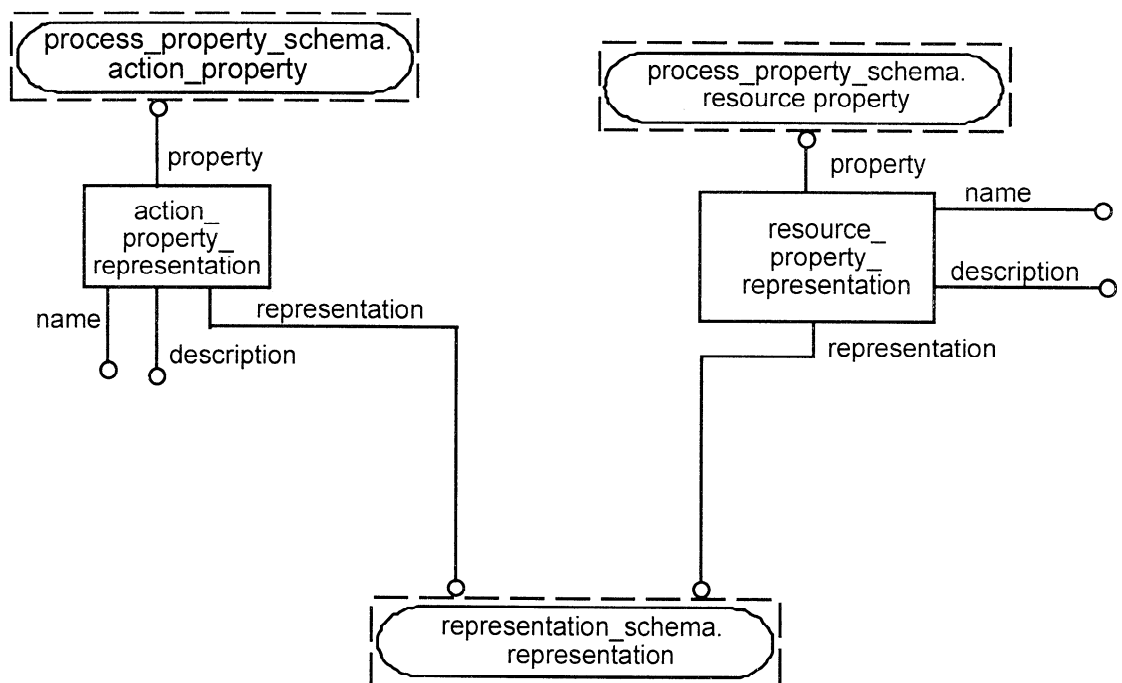 process_property_schema.
action_property
process_property_schema.
resource property
property
property
action_
property_
representation
name
resource_
property_
representation
description
name
representation
description
representation
representation_schema.
representation